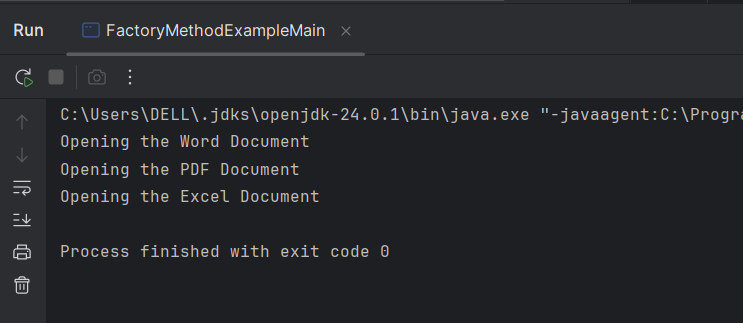 Run FactoryMethodExampleMain
C:\Users\DELL\.jdks\openjdk-24.0.1\bin\java.exe "-javaagent:C:\Progra
Opening the Word Document
Opening the PDF Document
Opening the Excel Document
Process finished with exit code 0